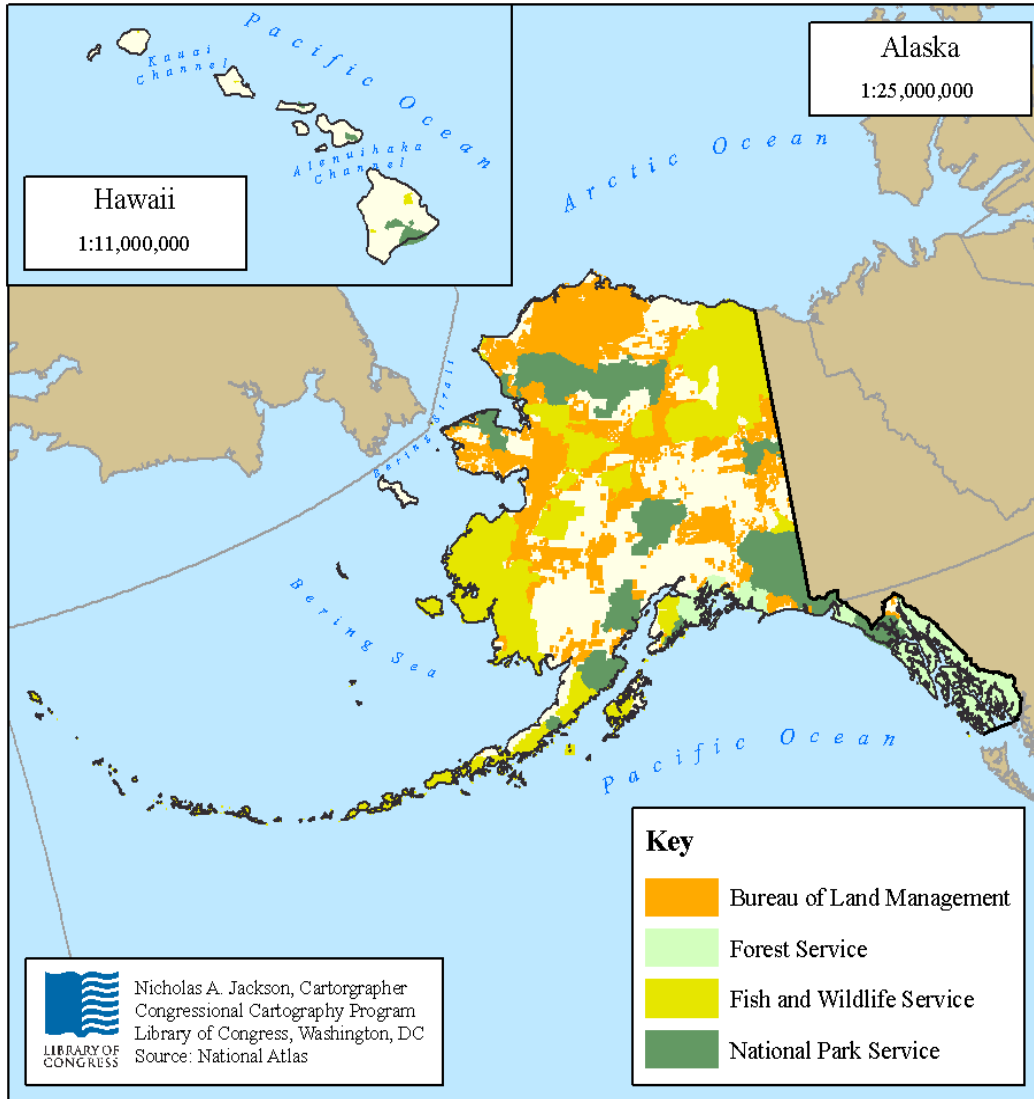 Pacific Ocean
Kauai
Channel
Alenuihaha
Channel
Hawaii
1:11,000,000
Alaska
1:25,000,000
Arctic Ocean
Bering Strait
Bering Sea
Pacific Ocean
Key
Bureau of Land Management
Forest Service
Fish and Wildlife Service
National Park Service
LIBRARY OF
CONGRESS
Nicholas A. Jackson, Cartorgrapher
Congressional Cartography Program
Library of Congress, Washington, DC
Source: National Atlas